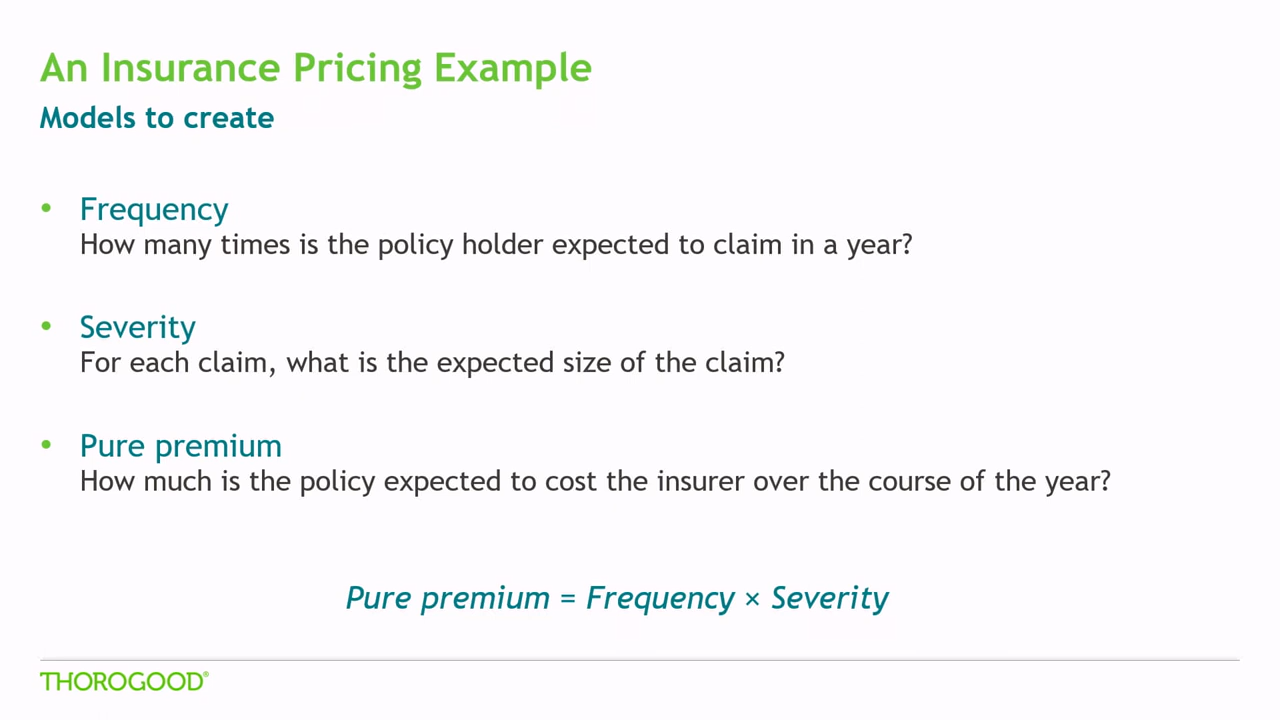 An Insurance Pricing Example
Models to create
• Frequency
How many times is the policy holder expected to claim in a year?
• Severity
For each claim, what is the expected size of the claim?
• Pure premium
How much is the policy expected to cost the insurer over the course of the year?
Pure premium = Frequency × Severity
THOROGOOD®